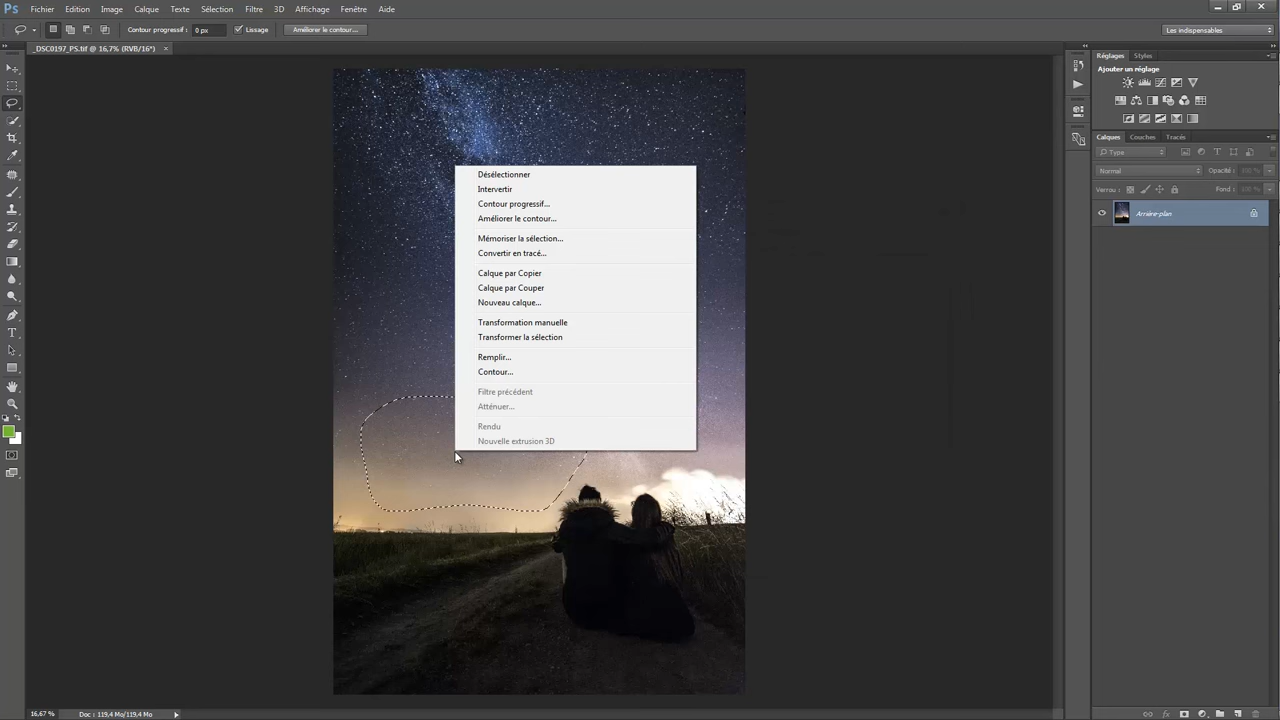 Ps Fichier Edition Image Calque Texte Sélection Filtre 3D Affichage Fenêtre Aide
Contour progressif : 0 px Lissage Améliorer le contour... Les indispensables
_DSC0197_PS.tif @ 16,7% (RVB/16*) ×
Réglages Styles
Ajouter un réglage
Calques Couches Tracés
Type
Normal Opacité : 100 %
Verrou : Fond : 100 %
Arrière-plan
Désélectionner
Intervertir
Contour progressif...
Améliorer le contour...
Mémoriser la sélection...
Convertir en tracé...
Calque par Copier
Calque par Couper
Nouveau calque...
Transformation manuelle
Transformer la sélection
Remplir...
Contour...
Filtre précédent
Atténuer...
Rendu
Nouvelle extrusion 3D
16,67 % Doc : 119,4 Mo/119,4 Mo